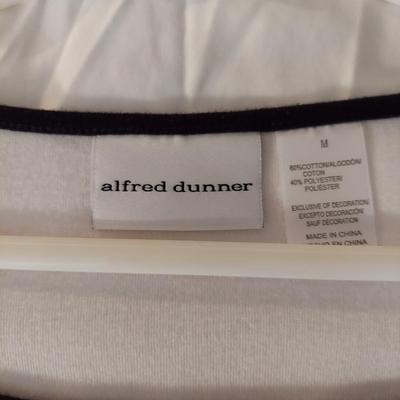 alfred dunner
M
60%COTTON/ALGODÓN/
COTON
40% POLYESTER/
POLIÉSTER
EXCLUSIVE OF DECORATION/
EXCEPTO DECORACIÓN/
SAUF DÉCORATION
MADE IN CHINA